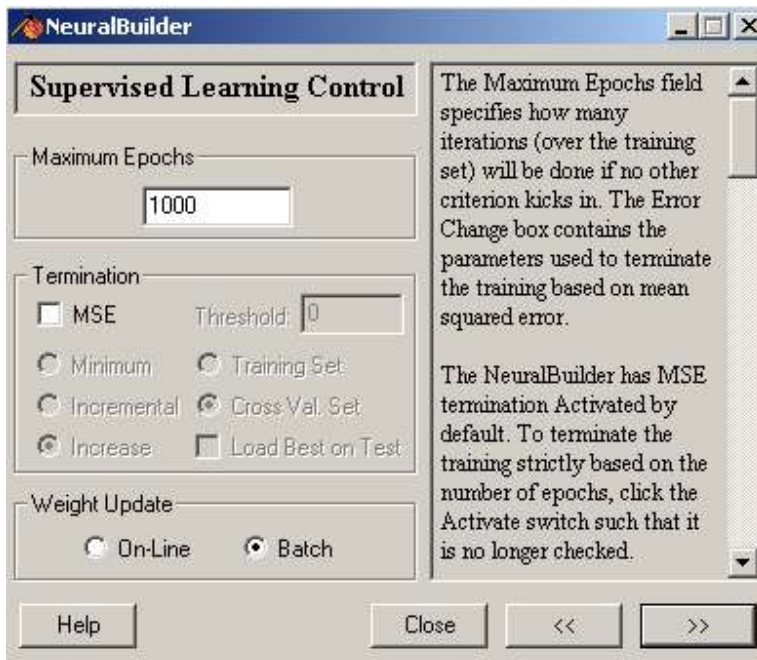 NeuralBuilder
Supervised Learning Control
Maximum Epochs
1000
Termination
MSE Threshold: 0
Minimum Training Set
Incremental Cross Val. Set
Increase Load Best on Test
Weight Update
On-Line Batch
The Maximum Epochs field
specifies how many
iterations (over the training
set) will be done if no other
criterion kicks in. The Error
Change box contains the
parameters used to terminate
the training based on mean
squared error.
The NeuralBuilder has MSE
termination Activated by
default. To terminate the
training strictly based on the
number of epochs, click the
Activate switch such that it
is no longer checked.
Help Close << >>